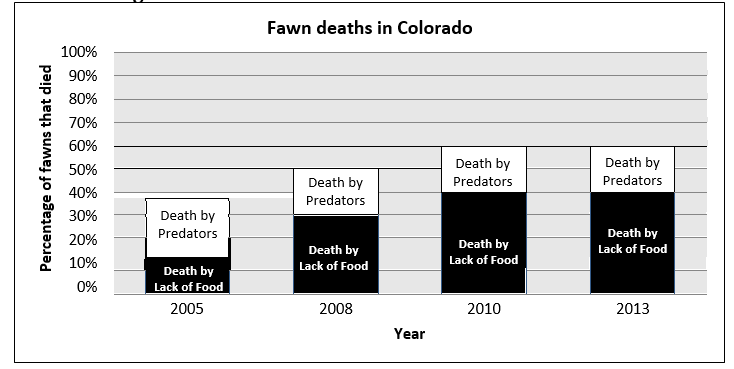 Fawn deaths in Colorado
Percentage of fawns that died
100%
90%
80%
70%
60%
50%
40%
30%
20%
10%
0%
Death by
Predators
Death by
Lack of Food
Death by
Predators
Death by
Lack of Food
Death by
Predators
Death by
Lack of Food
Death by
Predators
Death by
Lack of Food
2005 2008 2010 2013
Year